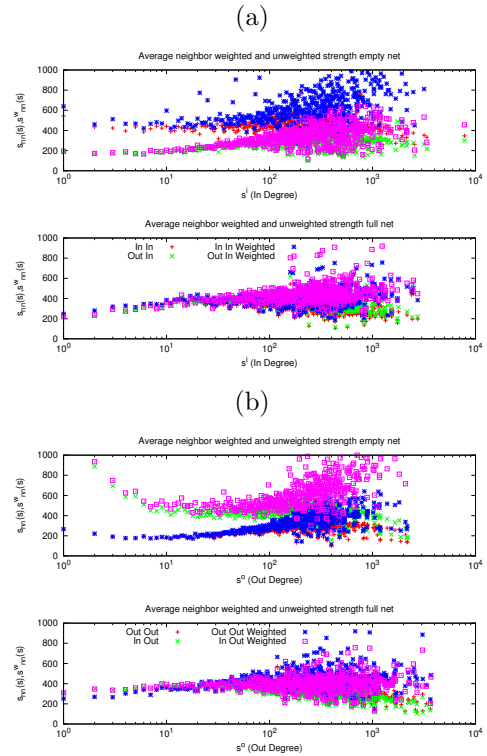 (a)
Average neighbor weighted and unweighted strength empty net
1000
800
600
400
200
0
s_nn(s),s^w_nn(s)
10^0 10^1 10^2 10^3 10^4
s^i (In Degree)
Average neighbor weighted and unweighted strength full net
1000
800
600
400
200
0
s_nn(s),s^w_nn(s)
In In In In Weighted
Out In Out In Weighted
10^0 10^1 10^2 10^3 10^4
s^i (In Degree)
(b)
Average neighbor weighted and unweighted strength empty net
1000
800
600
400
200
0
s_nn(s),s^w_nn(s)
10^0 10^1 10^2 10^3 10^4
s^o (Out Degree)
Average neighbor weighted and unweighted strength full net
1000
800
600
400
200
0
s_nn(s),s^w_nn(s)
Out Out Out Out Weighted
In Out In Out Weighted
10^0 10^1 10^2 10^3 10^4
s^o (Out Degree)